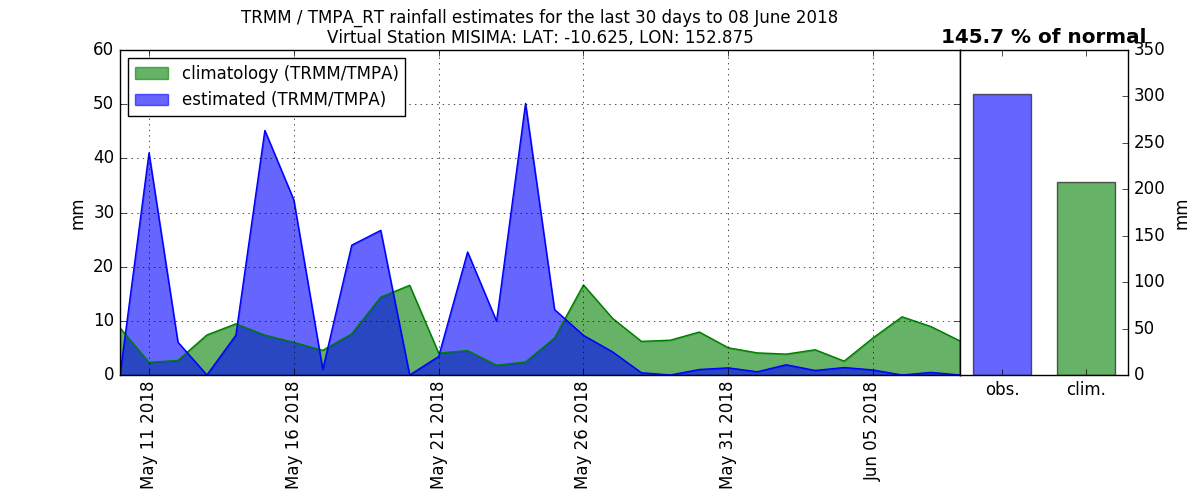 TRMM / TMPA_RT rainfall estimates for the last 30 days to 08 June 2018
Virtual Station MISIMA: LAT: -10.625, LON: 152.875
145.7 % of normal
climatology (TRMM/TMPA)
estimated (TRMM/TMPA)
60
50
40
30
20
10
0
mm
May 11 2018
May 16 2018
May 21 2018
May 26 2018
May 31 2018
Jun 05 2018
obs.
clim.
350
300
250
200
150
100
50
0
mm